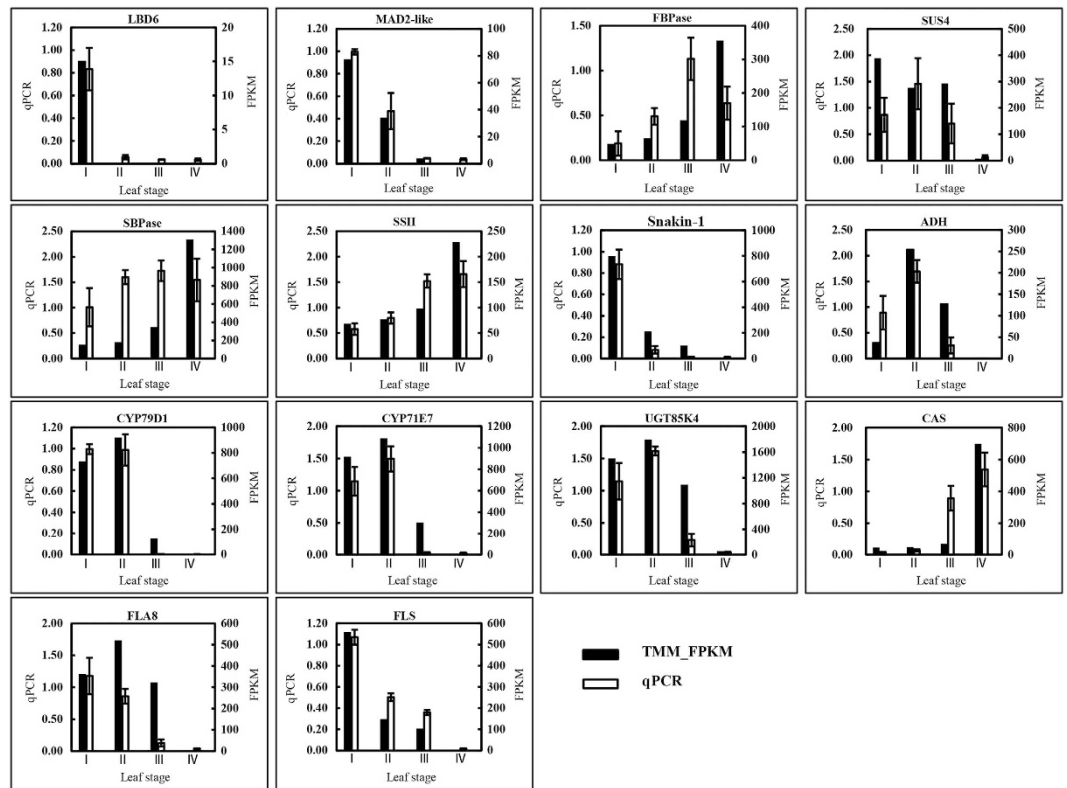 LBD6
qPCR
1.20
1.00
0.80
0.60
0.40
0.20
0.00
20
15
10
5
0
FPKM
I II III IV
Leaf stage
MAD2-like
qPCR
1.20
1.00
0.80
0.60
0.40
0.20
0.00
100
80
60
40
20
0
FPKM
I II III IV
Leaf stage
FBPase
qPCR
1.50
1.00
0.50
0.00
400
300
200
100
0
FPKM
I II III IV
Leaf stage
SUS4
qPCR
2.50
2.00
1.50
1.00
0.50
0.00
500
400
300
200
100
0
FPKM
I II III IV
Leaf stage
SBPase
qPCR
2.50
2.00
1.50
1.00
0.50
0.00
1400
1200
1000
800
600
400
200
0
FPKM
I II III IV
Leaf stage
SSII
qPCR
2.50
2.00
1.50
1.00
0.50
0.00
250
200
150
100
50
0
FPKM
I II III IV
Leaf stage
Snakin-1
qPCR
1.20
1.00
0.80
0.60
0.40
0.20
0.00
1000
800
600
400
200
0
FPKM
I II III IV
Leaf stage
ADH
qPCR
2.50
2.00
1.50
1.00
0.50
0.00
300
250
200
150
100
50
0
FPKM
I II III IV
Leaf stage
CYP79D1
qPCR
1.20
1.00
0.80
0.60
0.40
0.20
0.00
1000
800
600
400
200
0
FPKM
I II III IV
Leaf stage
CYP71E7
qPCR
2.00
1.50
1.00
0.50
0.00
1200
1000
800
600
400
200
0
FPKM
I II III IV
Leaf stage
UGT85K4
qPCR
2.00
1.50
1.00
0.50
0.00
2000
1600
1200
800
400
0
FPKM
I II III IV
Leaf stage
CAS
qPCR
2.00
1.50
1.00
0.50
0.00
800
600
400
200
0
FPKM
I II III IV
Leaf stage
FLA8
qPCR
2.00
1.50
1.00
0.50
0.00
600
500
400
300
200
100
0
FPKM
I II III IV
Leaf stage
FLS
qPCR
1.20
1.00
0.80
0.60
0.40
0.20
0.00
600
500
400
300
200
100
0
FPKM
I II III IV
Leaf stage
TMM_FPKM
qPCR